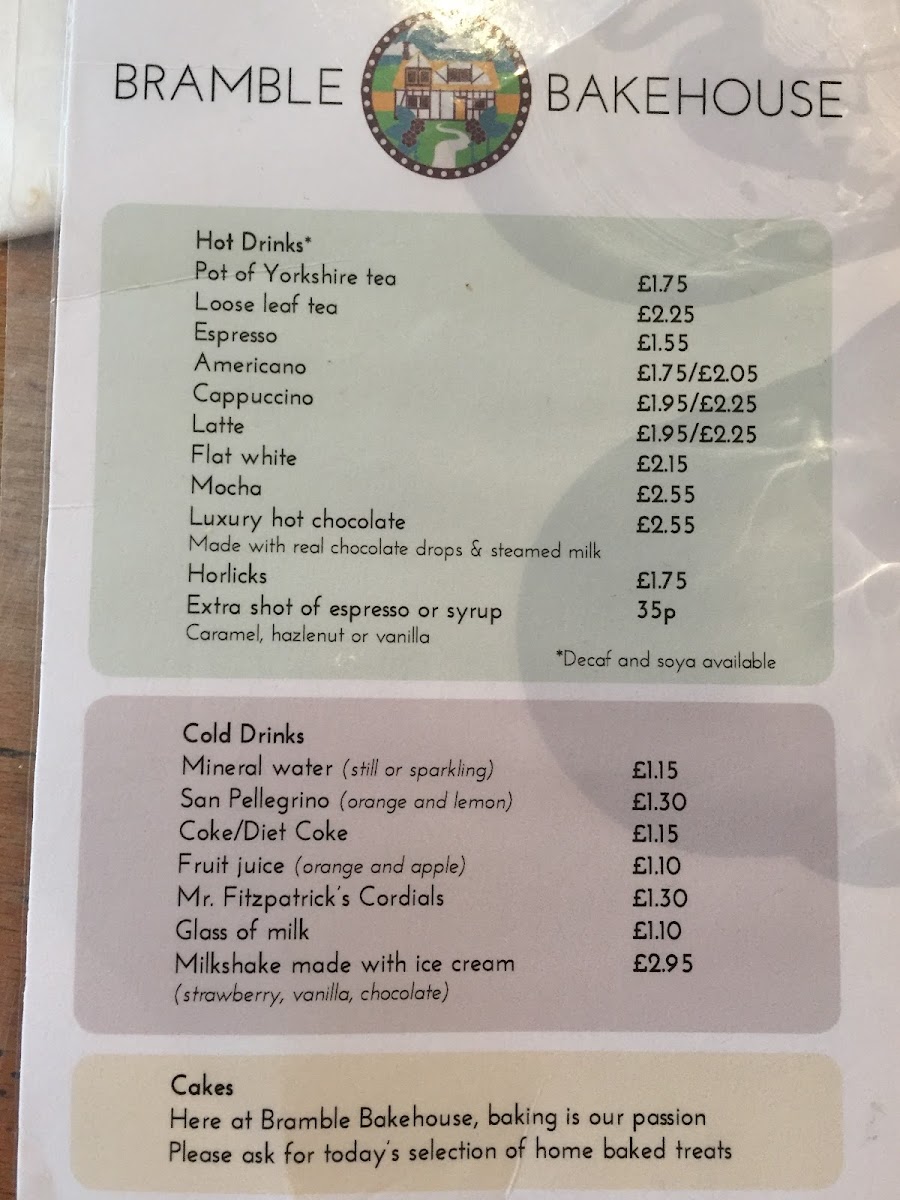 BRAMBLE BAKEHOUSE
Hot Drinks*
Pot of Yorkshire tea £1.75
Loose leaf tea £2.25
Espresso £1.55
Americano £1.75/£2.05
Cappuccino £1.95/£2.25
Latte £1.95/£2.25
Flat white £2.15
Mocha £2.55
Luxury hot chocolate £2.55
Made with real chocolate drops & steamed milk
Horlicks £1.75
Extra shot of espresso or syrup 35p
Caramel, hazlenut or vanilla
*Decaf and soya available
Cold Drinks
Mineral water (still or sparkling) £1.15
San Pellegrino (orange and lemon) £1.30
Coke/Diet Coke £1.15
Fruit juice (orange and apple) £1.10
Mr. Fitzpatrick's Cordials £1.30
Glass of milk £1.10
Milkshake made with ice cream £2.95
(strawberry, vanilla, chocolate)
Cakes
Here at Bramble Bakehouse, baking is our passion
Please ask for today's selection of home baked treats